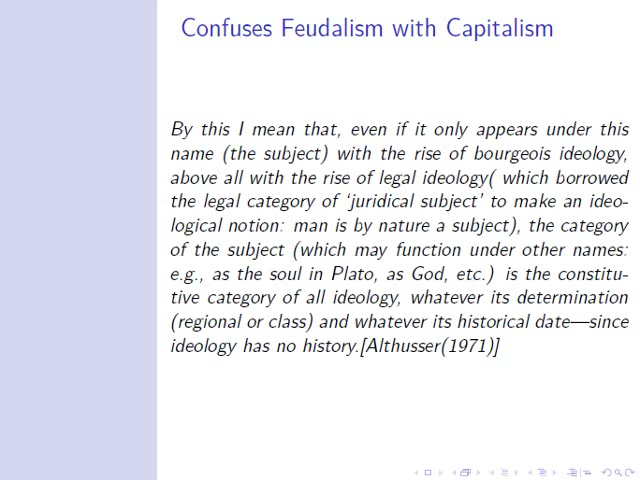 Confuses Feudalism with Capitalism
By this I mean that, even if it only appears under this
name (the subject) with the rise of bourgeois ideology,
above all with the rise of legal ideology( which borrowed
the legal category of ‘juridical subject’ to make an ideo-
logical notion: man is by nature a subject), the category
of the subject (which may function under other names:
e.g., as the soul in Plato, as God, etc.) is the constitu-
tive category of all ideology, whatever its determination
(regional or class) and whatever its historical date—since
ideology has no history.[Althusser(1971)]